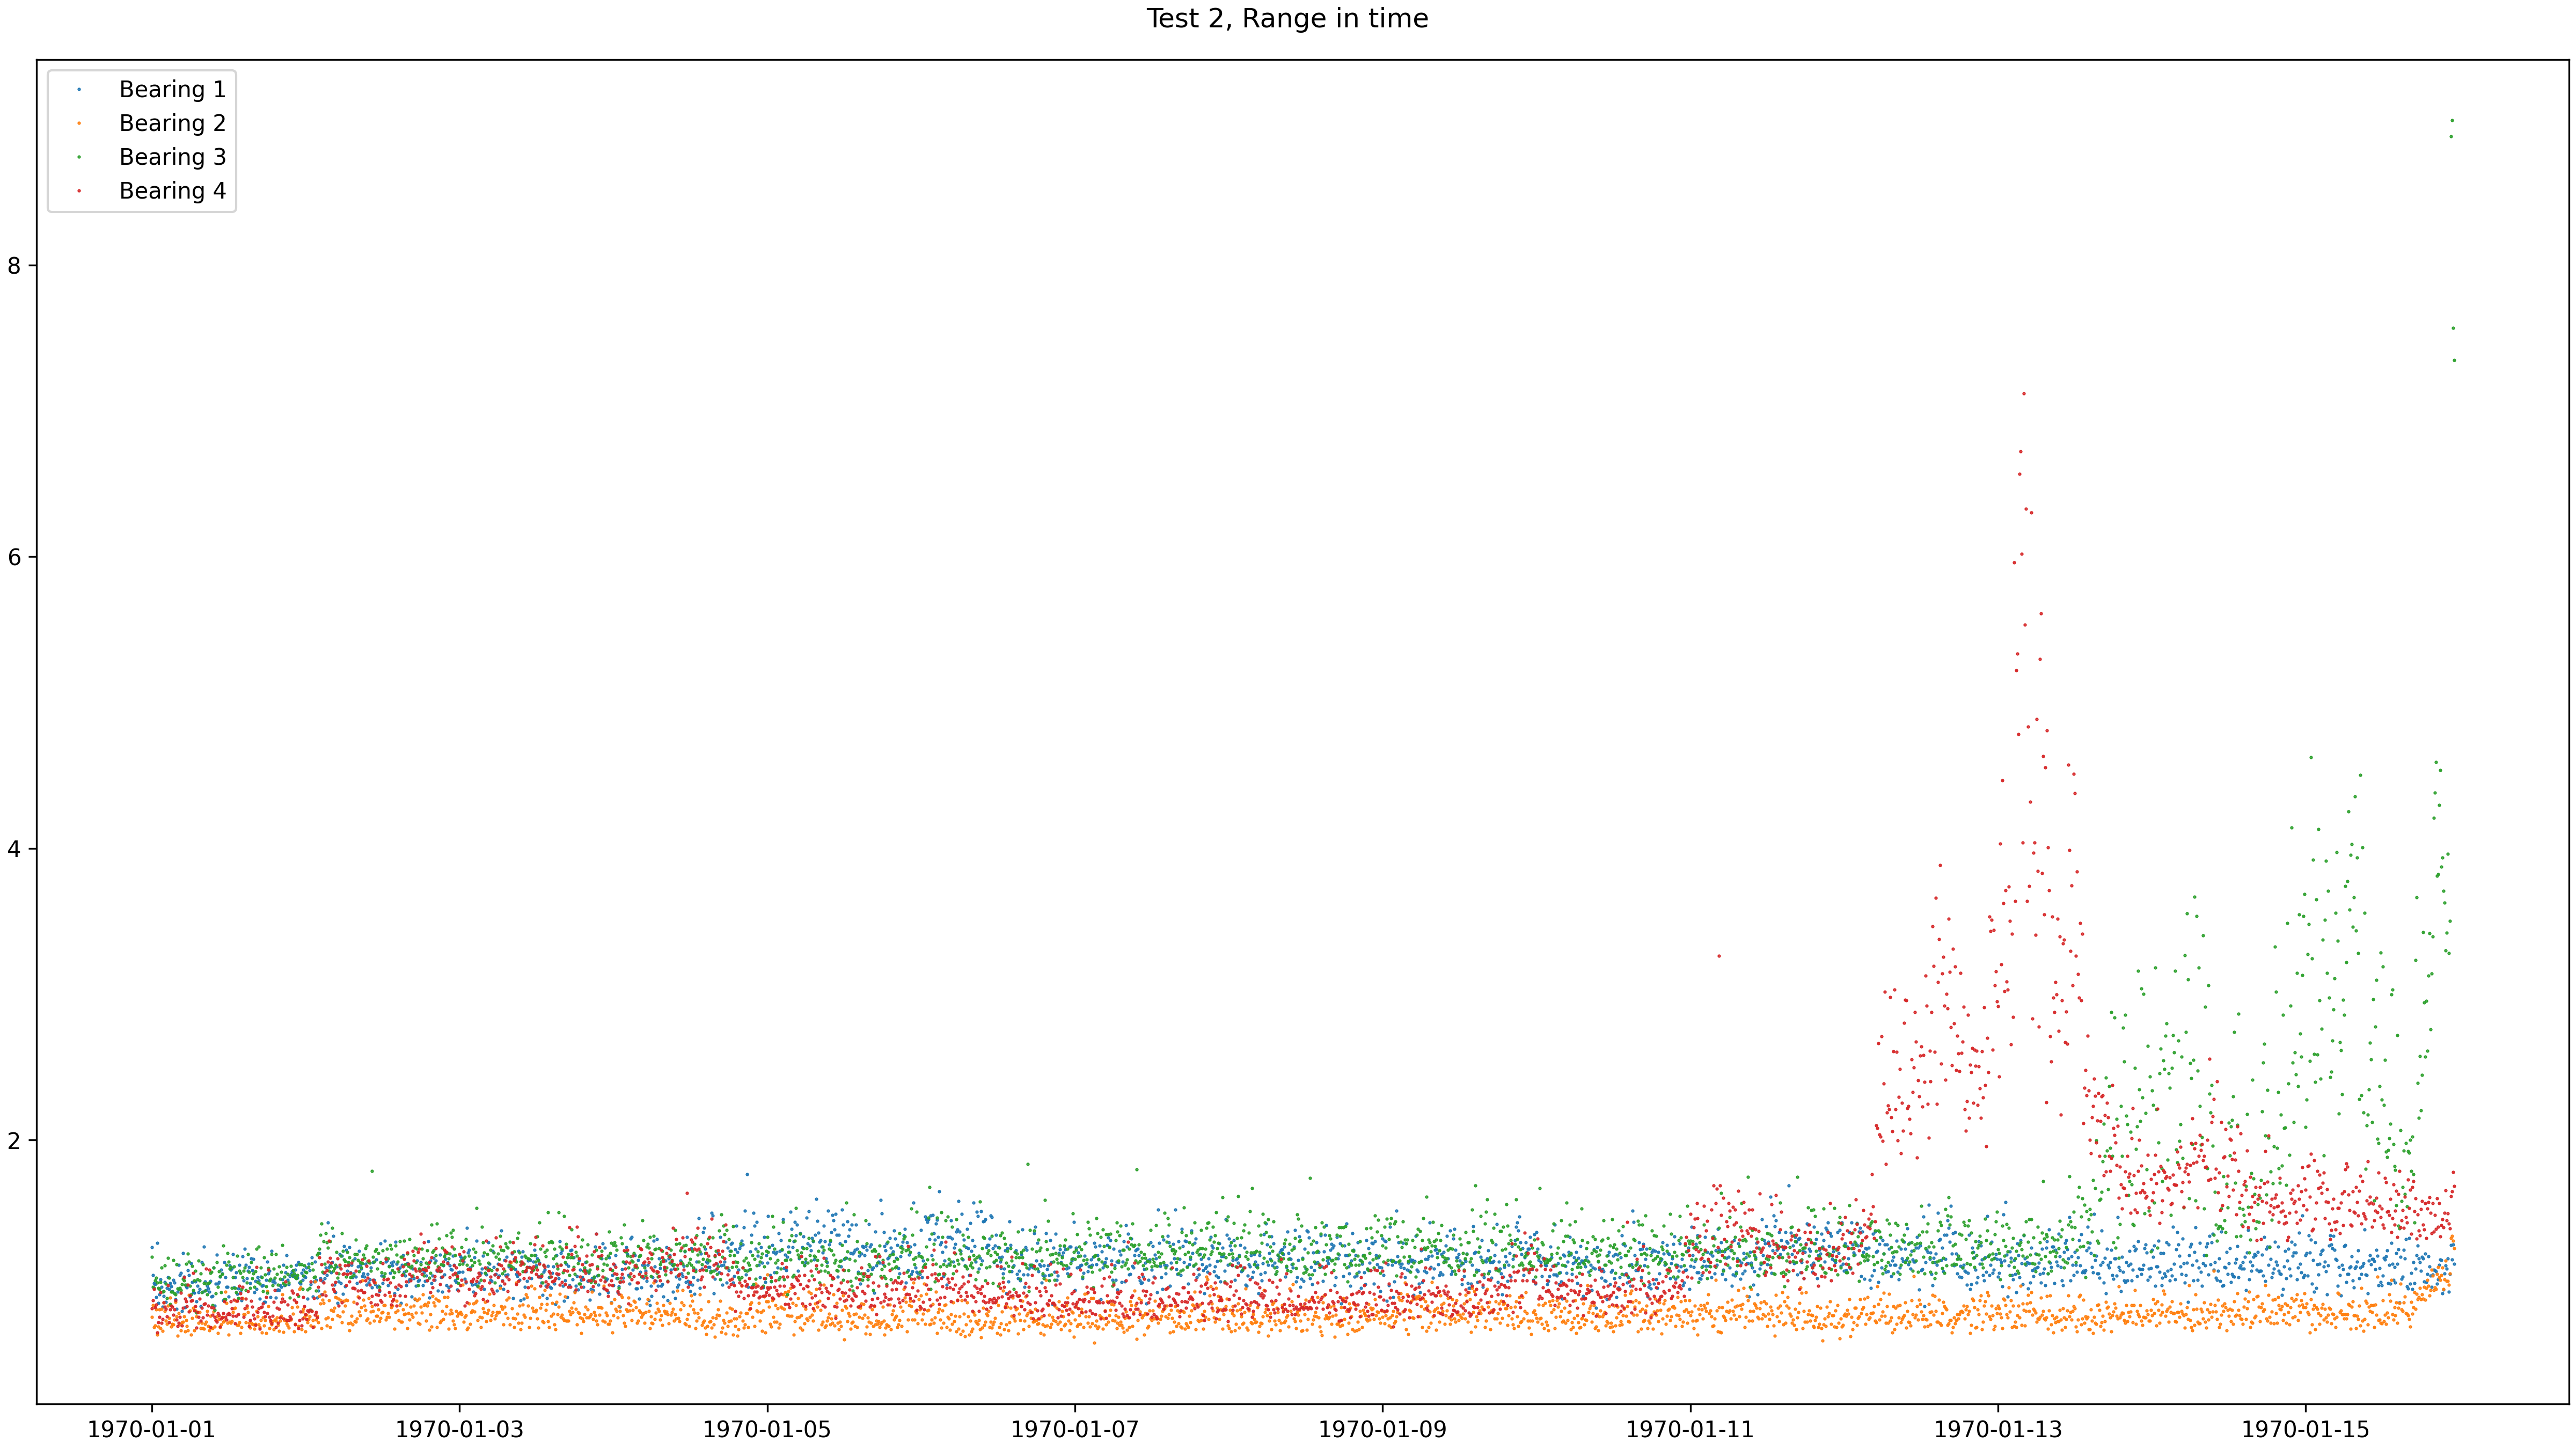 Test 2, Range in time
Bearing 1
Bearing 2
Bearing 3
Bearing 4
8
6
4
2
1970-01-01 1970-01-03 1970-01-05 1970-01-07 1970-01-09 1970-01-11 1970-01-13 1970-01-15